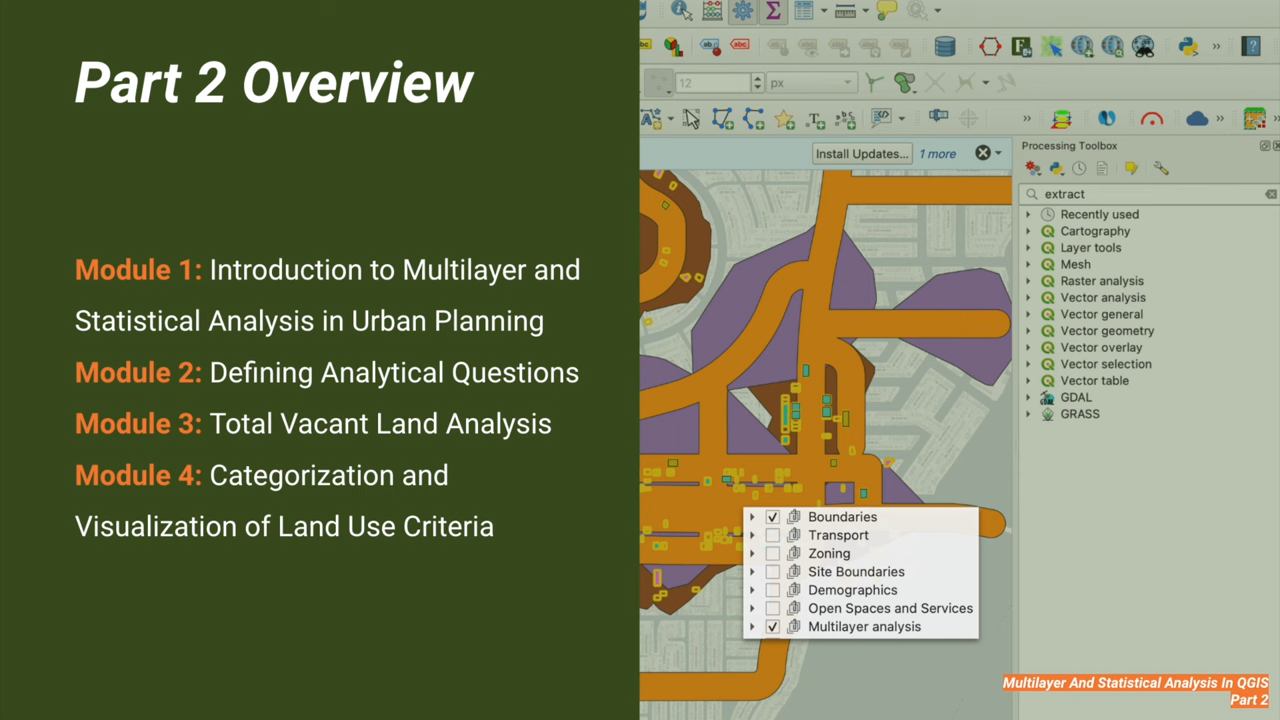 Part 2 Overview
Module 1: Introduction to Multilayer and
Statistical Analysis in Urban Planning
Module 2: Defining Analytical Questions
Module 3: Total Vacant Land Analysis
Module 4: Categorization and
Visualization of Land Use Criteria
12
px
Install Updates...
1 more
Processing Toolbox
extract
Recently used
Cartography
Layer tools
Mesh
Raster analysis
Vector analysis
Vector general
Vector geometry
Vector overlay
Vector selection
Vector table
GDAL
GRASS
Boundaries
Transport
Zoning
Site Boundaries
Demographics
Open Spaces and Services
Multilayer analysis
Multilayer And Statistical Analysis In QGIS
Part 2